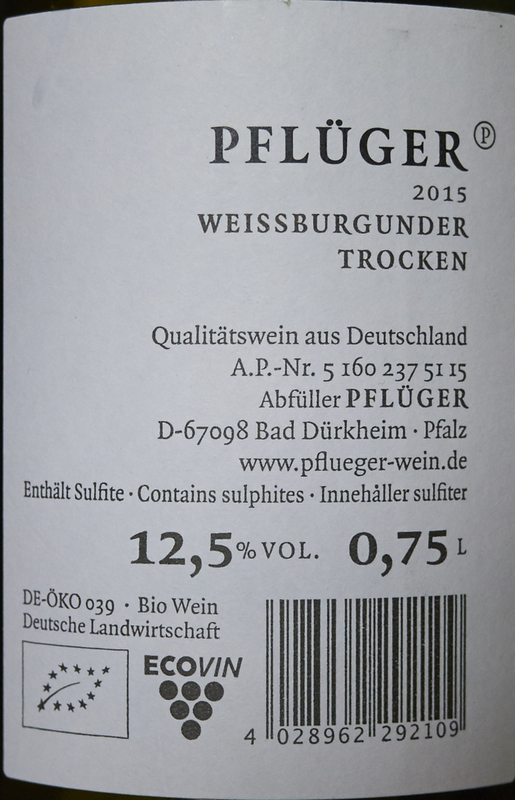 PFLÜGER Ⓟ
2015
WEISSBURGUNDER
TROCKEN
Qualitätswein aus Deutschland
A.P.-Nr. 5 160 237 51 15
Abfüller PFLÜGER
D-67098 Bad Dürkheim · Pfalz
www.pflueger-wein.de
Enthält Sulfite · Contains sulphites · Innehåller sulfiter
12,5% VOL. 0,75 L
DE-ÖKO 039 · Bio Wein
Deutsche Landwirtschaft
ECOVIN
4 028962 292109